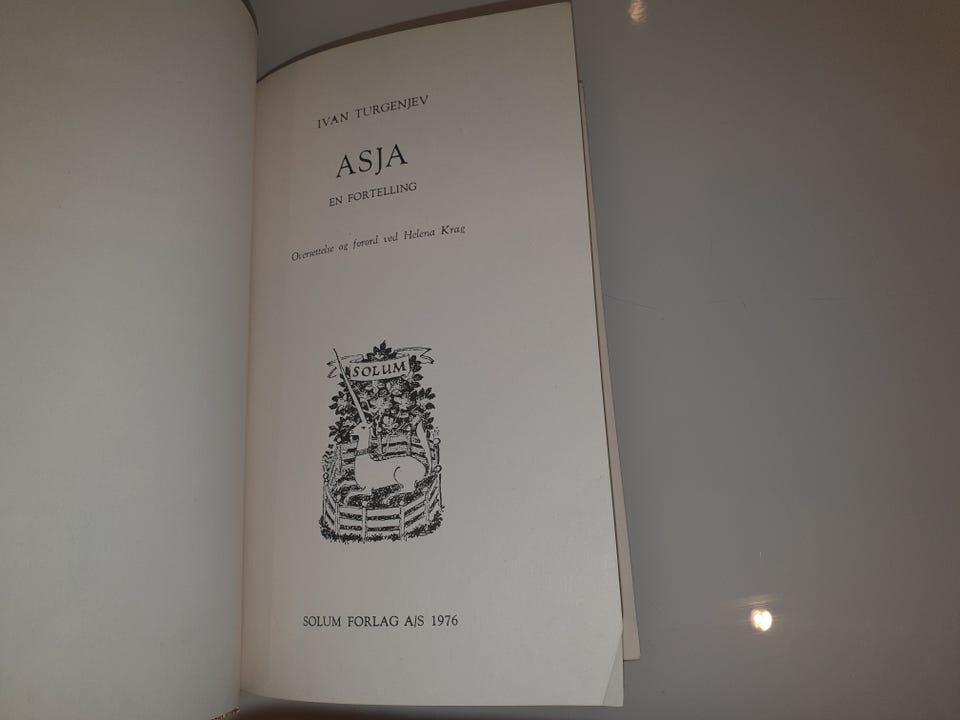 IVAN TURGENJEV
ASJA
EN FORTELLING
Oversettelse og forord ved Helena Krag
SOLUM
SOLUM FORLAG A/S 1976